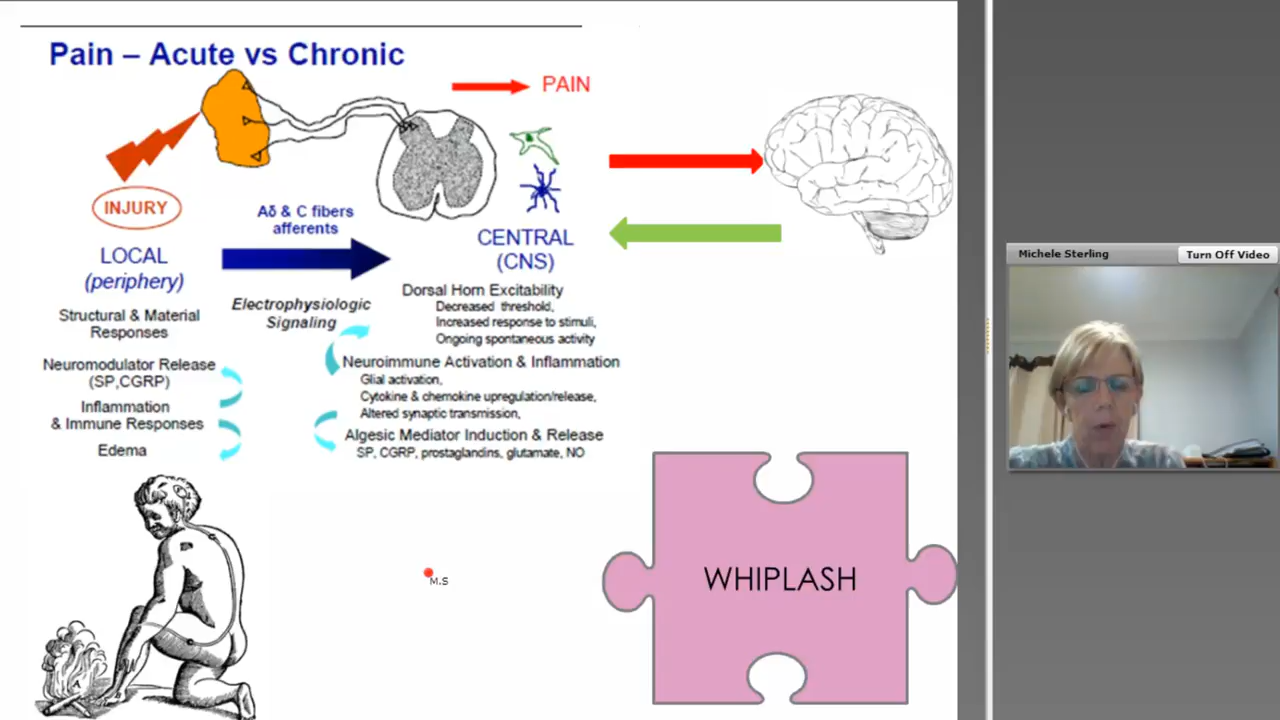 Pain – Acute vs Chronic
PAIN
INJURY
Aδ & C fibers
afferents
LOCAL
(periphery)
CENTRAL
(CNS)
Structural & Material
Responses
Electrophysiologic
Signaling
Dorsal Horn Excitability
Decreased threshold,
Increased response to stimuli,
Ongoing spontaneous activity
Neuromodulator Release
(SP,CGRP)
Inflammation
& Immune Responses
Edema
Neuroimmune Activation & Inflammation
Glial activation,
Cytokine & chemokine upregulation/release,
Altered synaptic transmission,
Algesic Mediator Induction & Release
SP, CGRP, prostaglandins, glutamate, NO
M.S
WHIPLASH
Michele Sterling
Turn Off Video